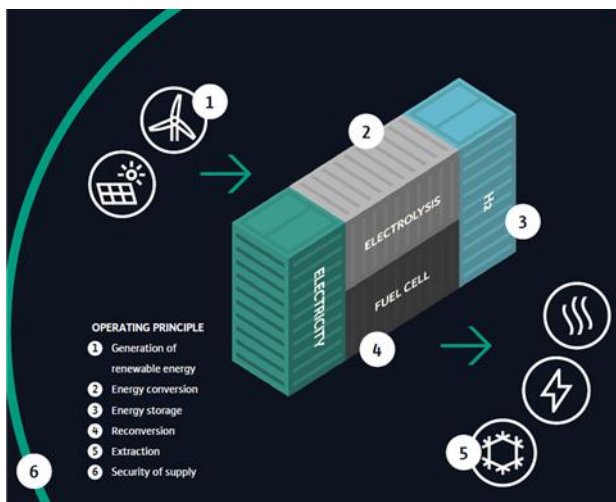 1
2
ELECTROLYSIS
H2
3
ELECTRICITY
FUEL CELL
4
OPERATING PRINCIPLE
1 Generation of
renewable energy
2 Energy conversion
3 Energy storage
4 Reconversion
5 Extraction
6 Security of supply
5
6